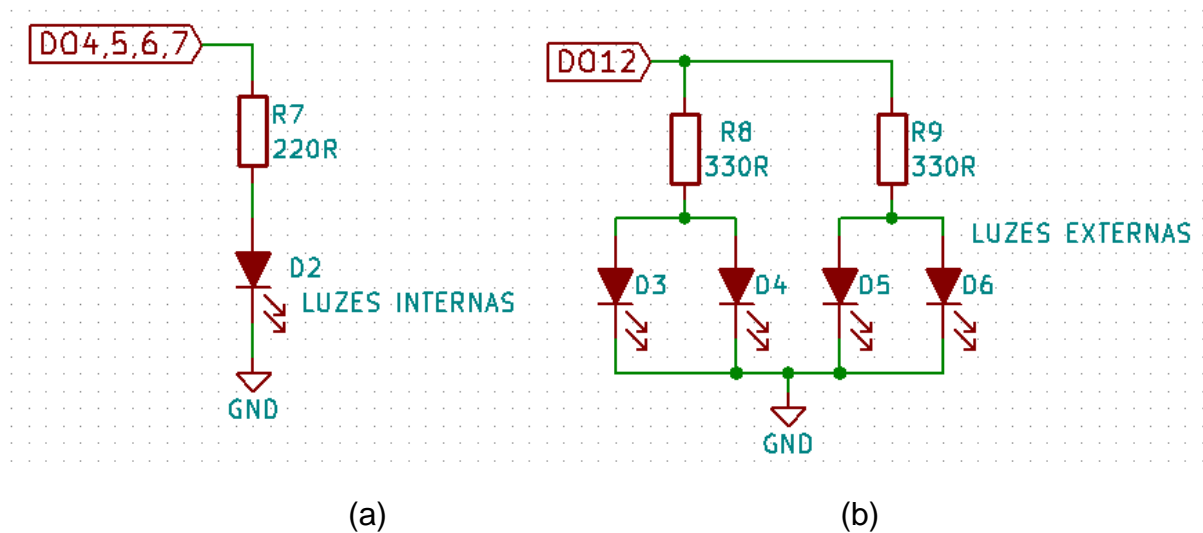 DO4,5,6,7
R7
220R
D2
LUZES INTERNAS
GND
(a)
DO12
R8
330R
R9
330R
LUZES EXTERNAS
D3
D4
D5
D6
GND
(b)